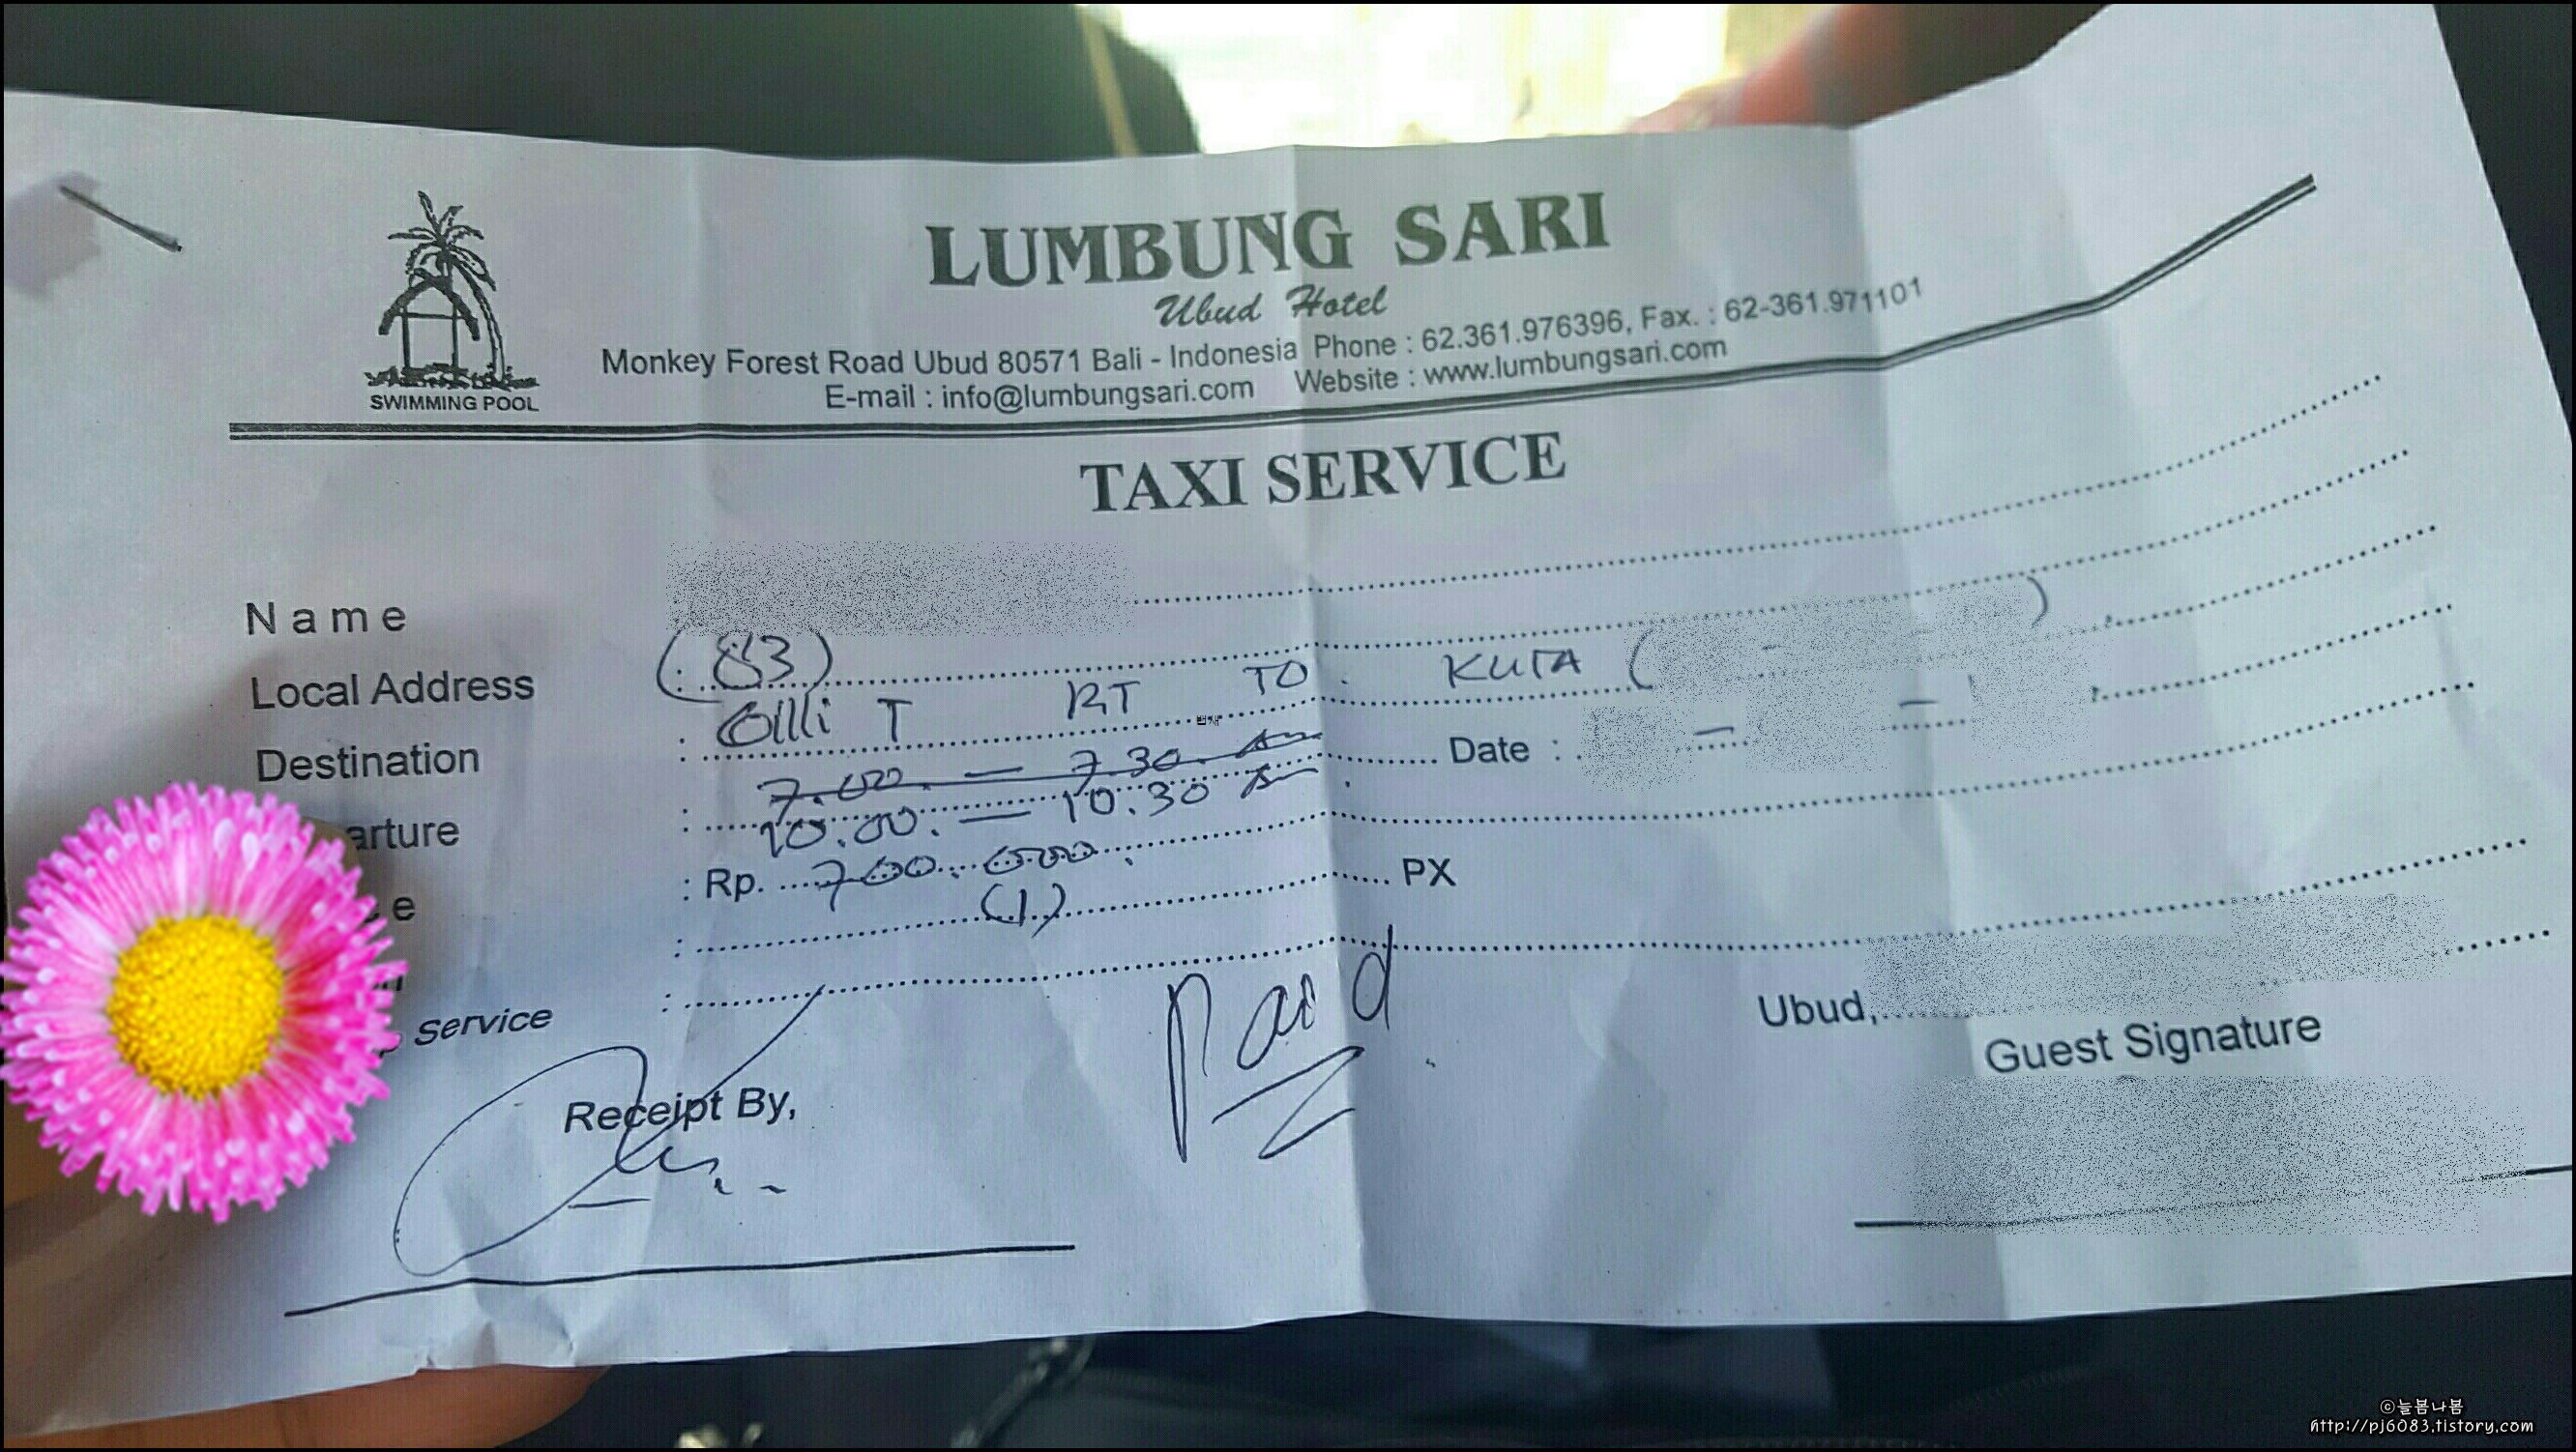 LUMBUNG SARI
Ubud Hotel
Monkey Forest Road Ubud 80571 Bali - Indonesia Phone : 62.361.976396, Fax. : 62-361.971101
E-mail : info@lumbungsari.com Website : www.lumbungsari.com
SWIMMING POOL
TAXI SERVICE
Name
Local Address : (83)
Destination : T RT TO. KUTA ( )
arture : 7.00. — 7.30 Date : . — —
10.00. — 10.30
e : Rp. 700.000 .
: (1) PX
Service :
Paid
Ubud,
Receipt By,
Guest Signature
©늘봄나봄
http://pj6083.tistory.com